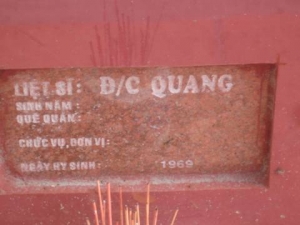 LIỆT SĨ: Đ/C QUANG
SINH NĂM:
QUÊ QUÁN:
CHỨC VỤ, ĐƠN VỊ:
NGÀY HY SINH: 1969